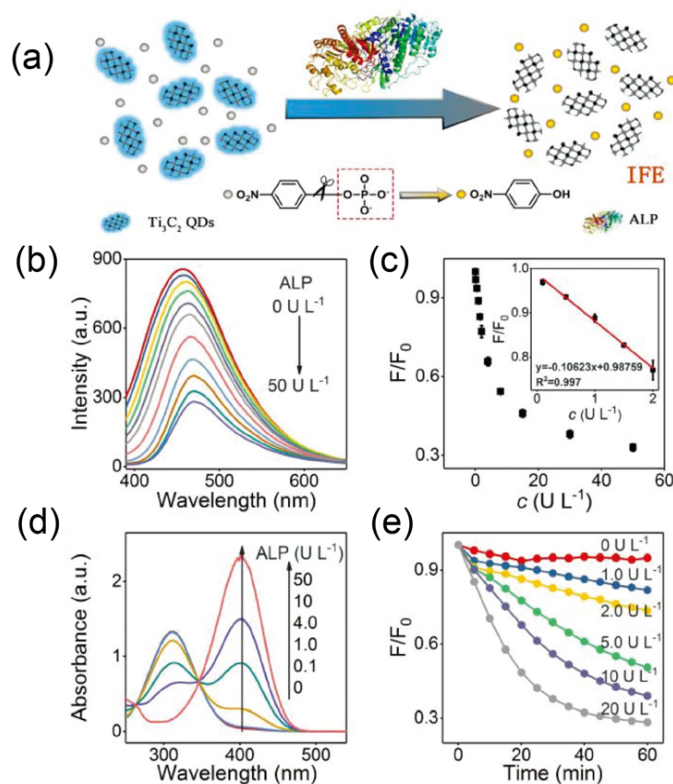 (a)
IFE
O₂N
O-P-O⁻
O
O⁻
O₂N
OH
Ti₃C₂ QDs
ALP
(b)
900
600
300
0
Intensity (a.u.)
ALP
0 U L⁻¹
50 U L⁻¹
400
500
600
Wavelength (nm)
(c)
0.9
0.6
0.3
F/F₀
1.0
0.9
0.8
F/F₀
y=-0.10623x+0.98759
R²=0.997
0
1
2
c (U L⁻¹)
0
20
40
60
c (U L⁻¹)
(d)
2
1
0
Absorbance (a.u.)
ALP (U L⁻¹)
50
10
4.0
1.0
0.1
0
300
400
500
Wavelength (nm)
(e)
0.9
0.6
0.3
F/F₀
0 U L⁻¹
1.0 U L⁻¹
2.0 U L⁻¹
5.0 U L⁻¹
10 U L⁻¹
20 U L⁻¹
0
20
40
60
Time (min)